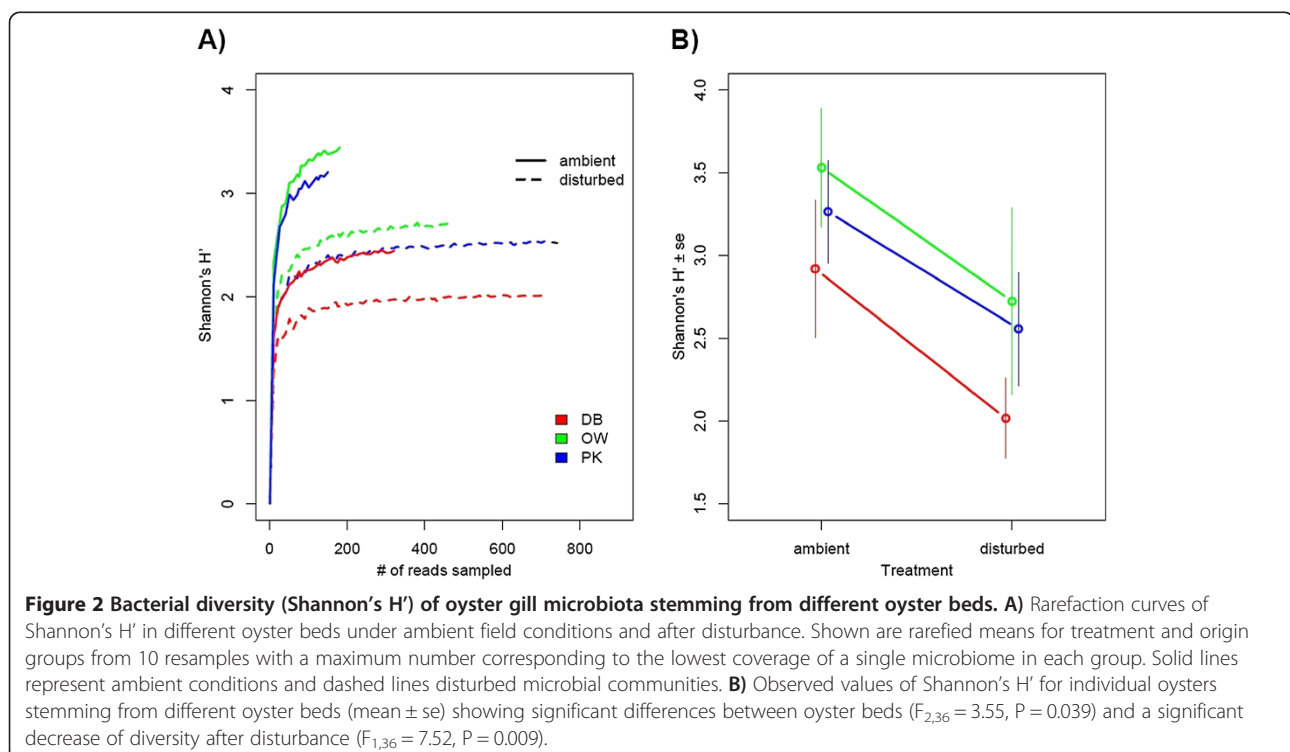 A)
B)
4
3
2
1
0
Shannon's H'
0 200 400 600 800
# of reads sampled
ambient
disturbed
DB
OW
PK
4.0
3.5
3.0
2.5
2.0
1.5
Shannon's H' ± se
ambient disturbed
Treatment
Figure 2 Bacterial diversity (Shannon's H') of oyster gill microbiota stemming from different oyster beds. A) Rarefaction curves of
Shannon's H' in different oyster beds under ambient field conditions and after disturbance. Shown are rarefied means for treatment and origin
groups from 10 resamples with a maximum number corresponding to the lowest coverage of a single microbiome in each group. Solid lines
represent ambient conditions and dashed lines disturbed microbial communities. B) Observed values of Shannon's H' for individual oysters
stemming from different oyster beds (mean ± se) showing significant differences between oyster beds (F2,36 = 3.55, P = 0.039) and a significant
decrease of diversity after disturbance (F1,36 = 7.52, P = 0.009).